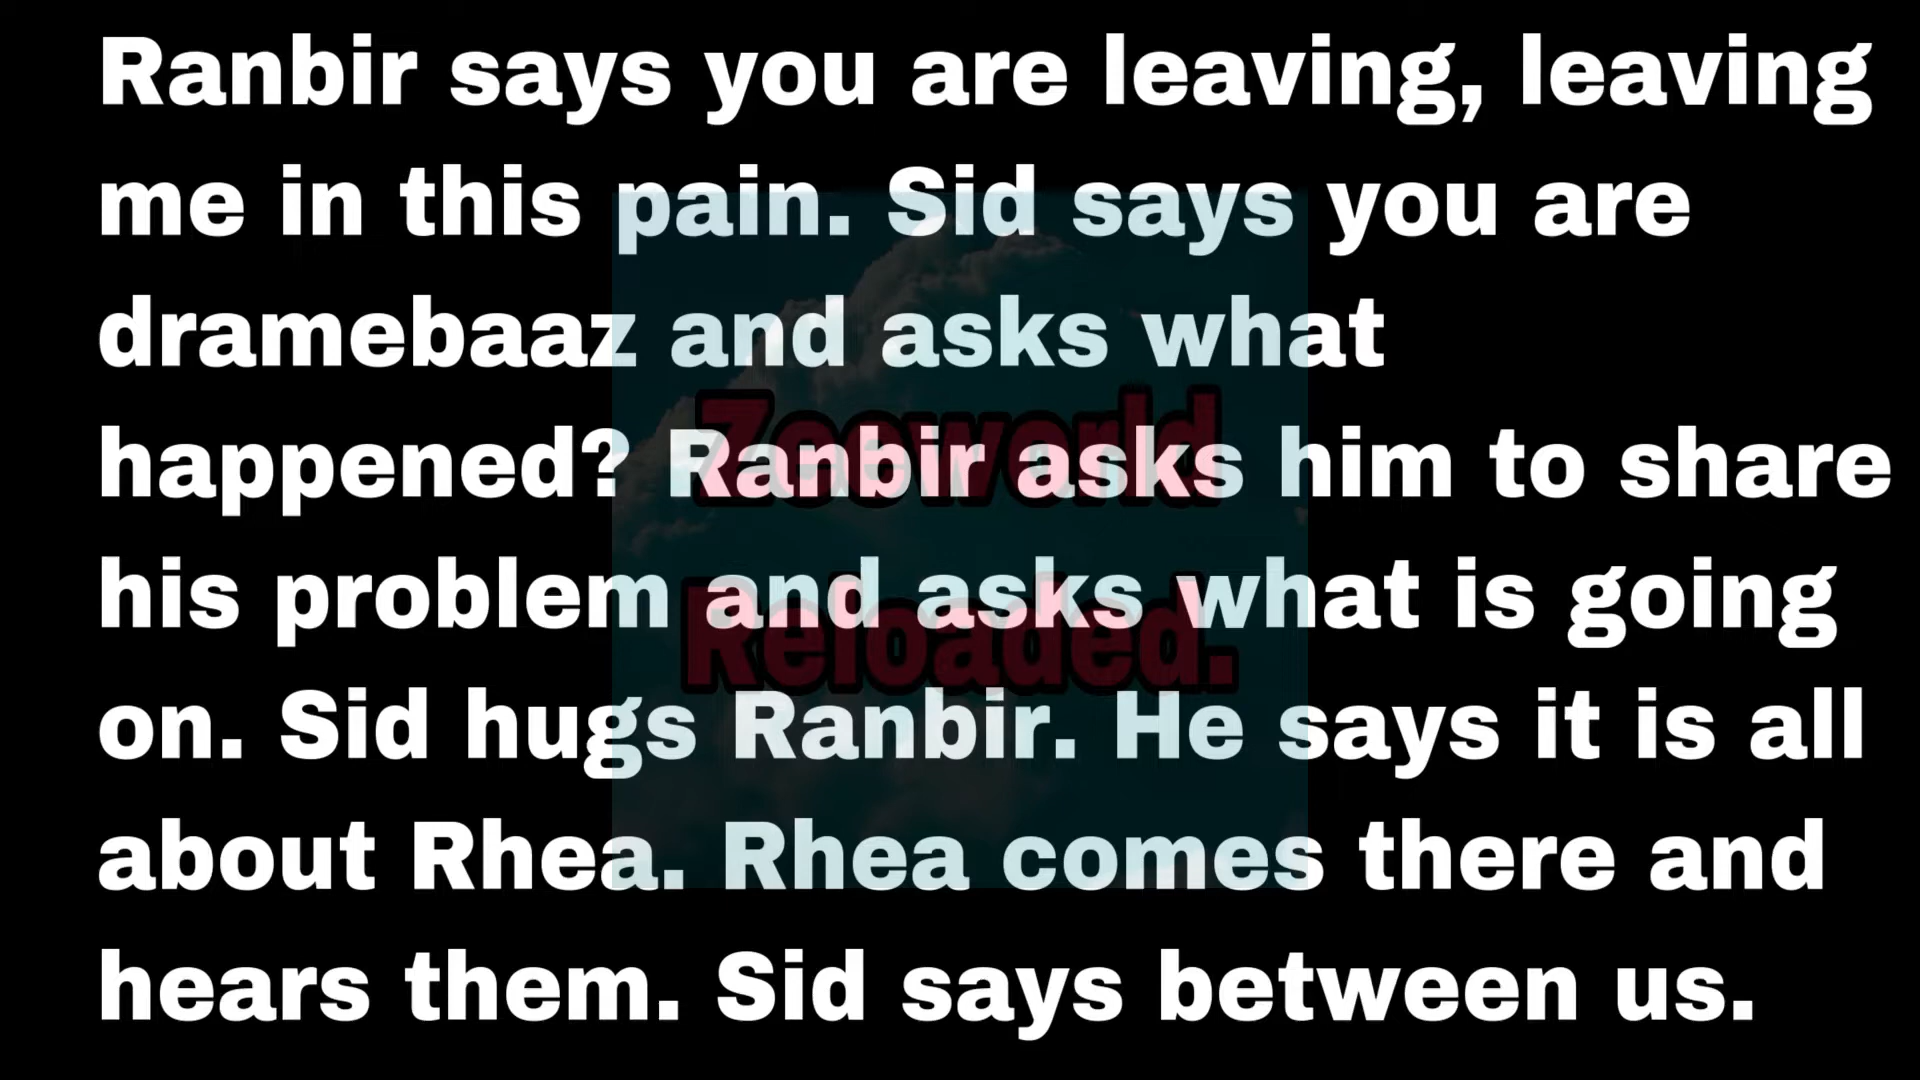 Ranbir says you are leaving, leaving
me in this pain. Sid says you are
dramebaaz and asks what
happened? Ranbir asks him to share
his problem and asks what is going
on. Sid hugs Ranbir. He says it is all
about Rhea. Rhea comes there and
hears them. Sid says between us.
Zeeworld
Reloaded.